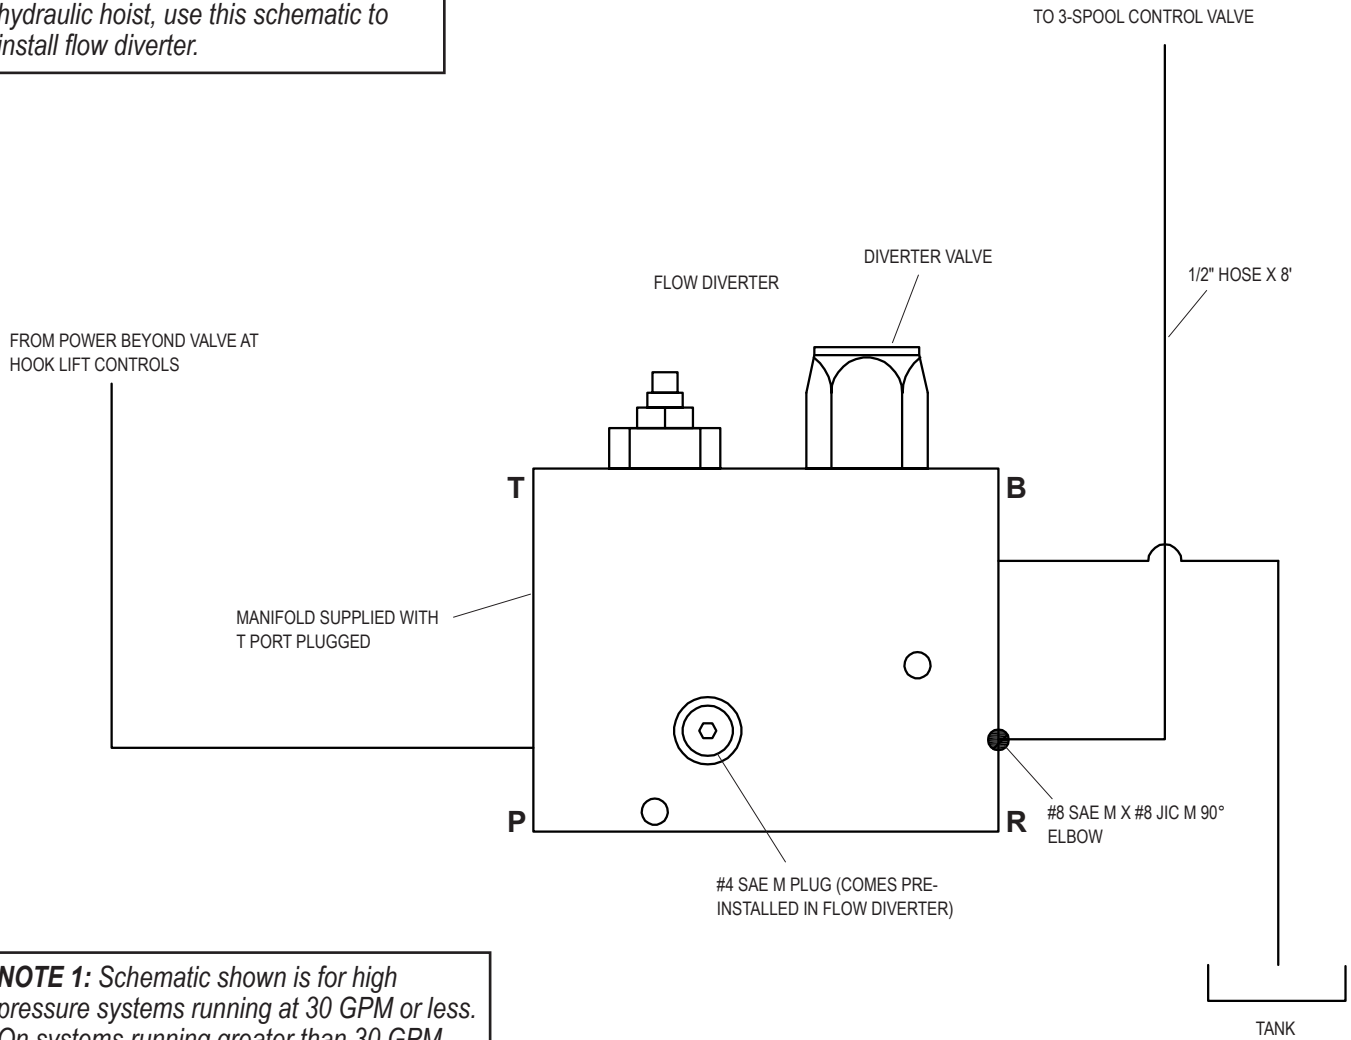 hydraulic hoist, use this schematic to
install flow diverter.
TO 3-SPOOL CONTROL VALVE
DIVERTER VALVE
FLOW DIVERTER
1/2" HOSE X 8'
FROM POWER BEYOND VALVE AT
HOOK LIFT CONTROLS
T
B
MANIFOLD SUPPLIED WITH
T PORT PLUGGED
P
R
#8 SAE M X #8 JIC M 90°
ELBOW
#4 SAE M PLUG (COMES PRE-
INSTALLED IN FLOW DIVERTER)
NOTE 1: Schematic shown is for high
pressure systems running at 30 GPM or less.
On systems running greater than 30 GPM
TANK